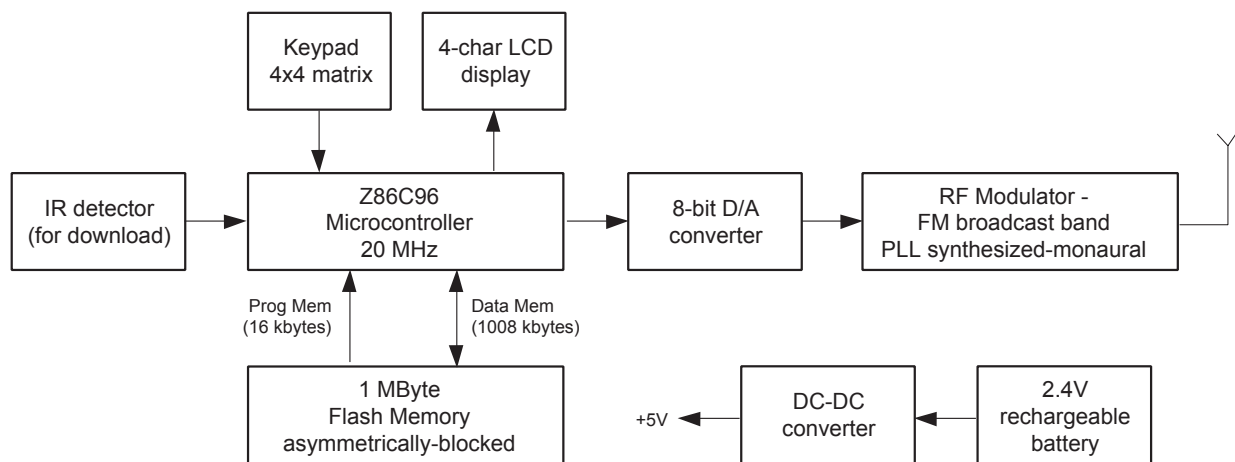 Keypad
4x4 matrix
4-char LCD
display
IR detector
(for download)
Z86C96
Microcontroller
20 MHz
8-bit D/A
converter
RF Modulator -
FM broadcast band
PLL synthesized-monaural
Prog Mem
(16 kbytes)
Data Mem
(1008 kbytes)
1 MByte
Flash Memory
asymmetrically-blocked
+5V
DC-DC
converter
2.4V
rechargeable
battery